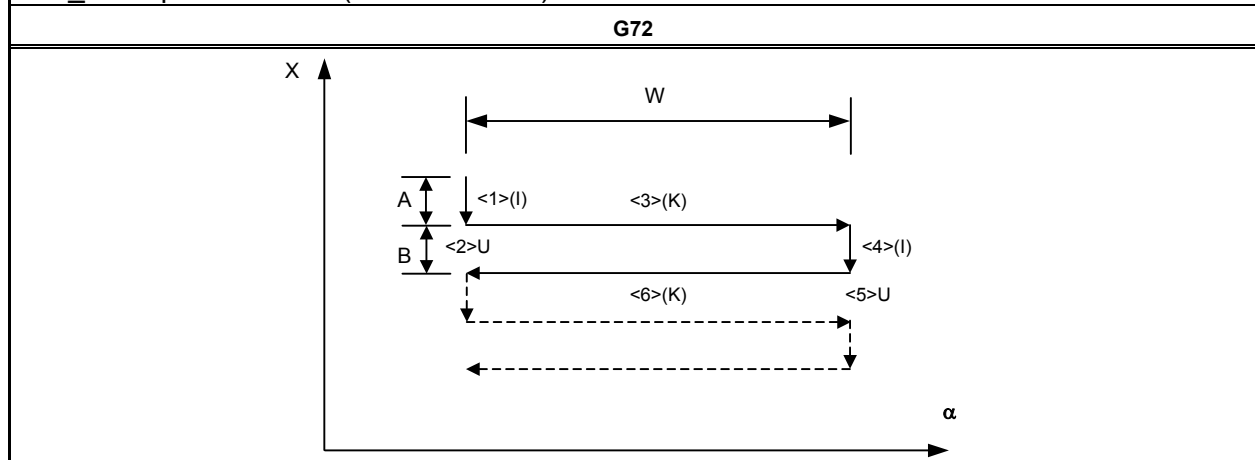 G72
X
W
A
<1>(I)
<3>(K)
B
<2>U
<4>(I)
<6>(K)
<5>U
α